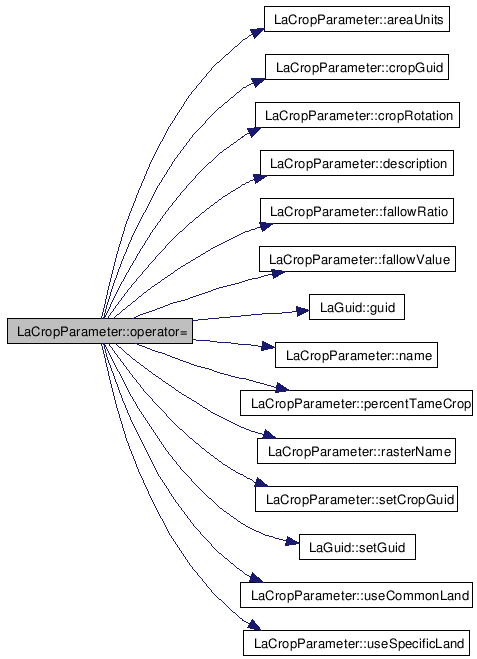 LaCropParameter::areaUnits
LaCropParameter::cropGuid
LaCropParameter::cropRotation
LaCropParameter::description
LaCropParameter::fallowRatio
LaCropParameter::fallowValue
LaGuid::guid
LaCropParameter::operator=
LaCropParameter::name
LaCropParameter::percentTameCrop
LaCropParameter::rasterName
LaCropParameter::setCropGuid
LaGuid::setGuid
LaCropParameter::useCommonLand
LaCropParameter::useSpecificLand